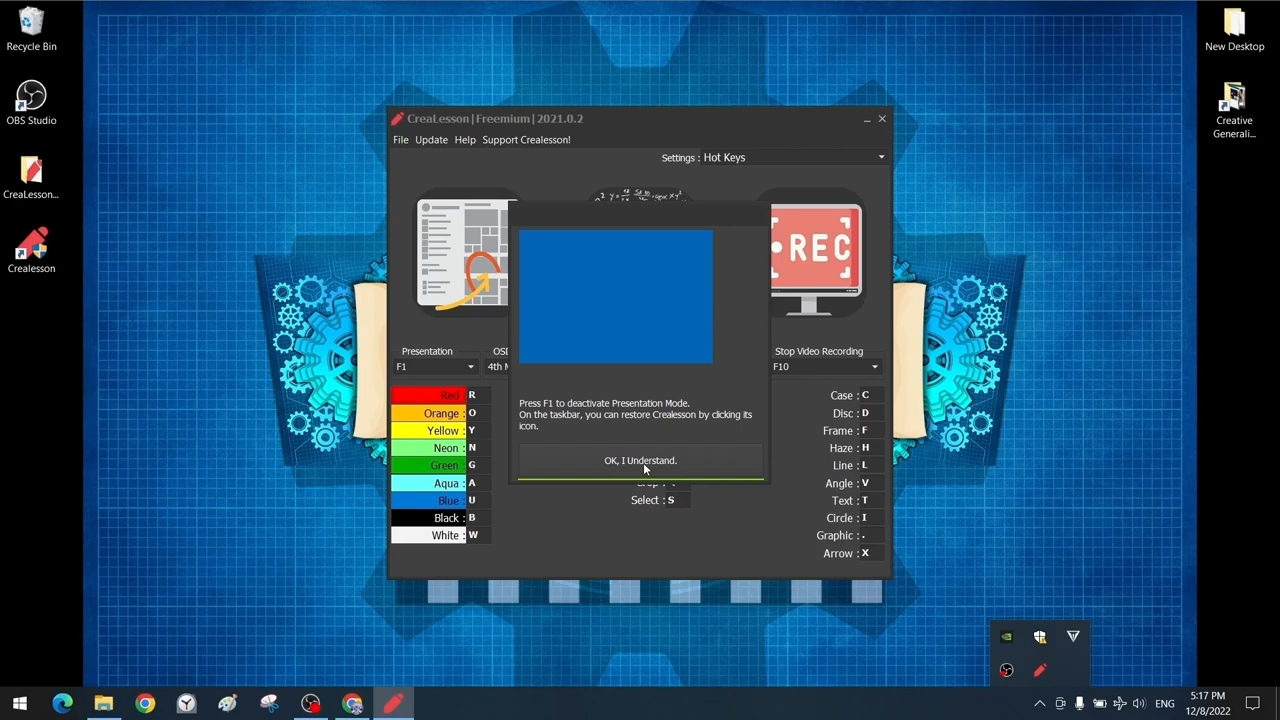 Recycle Bin
OBS Studio
CreaLesson...
Crealesson
New Desktop
Creative
Generali...
CreaLesson|Freemium|2021.0.2
File Update Help Support Crealesson!
Settings : Hot Keys
REC
Presentation
F1
Stop Video Recording
F10
Press F1 to deactivate Presentation Mode.
On the taskbar, you can restore Crealesson by clicking its
icon.
OK, I Understand.
Red : R
Orange : O
Yellow : Y
Neon : N
Green : G
Aqua : A
Blue : U
Black : B
White : W
Select : S
Case : C
Disc : D
Frame : F
Haze : H
Line : L
Angle : V
Text : T
Circle : I
Graphic : .
Arrow : X
ENG
5:17 PM
12/8/2022